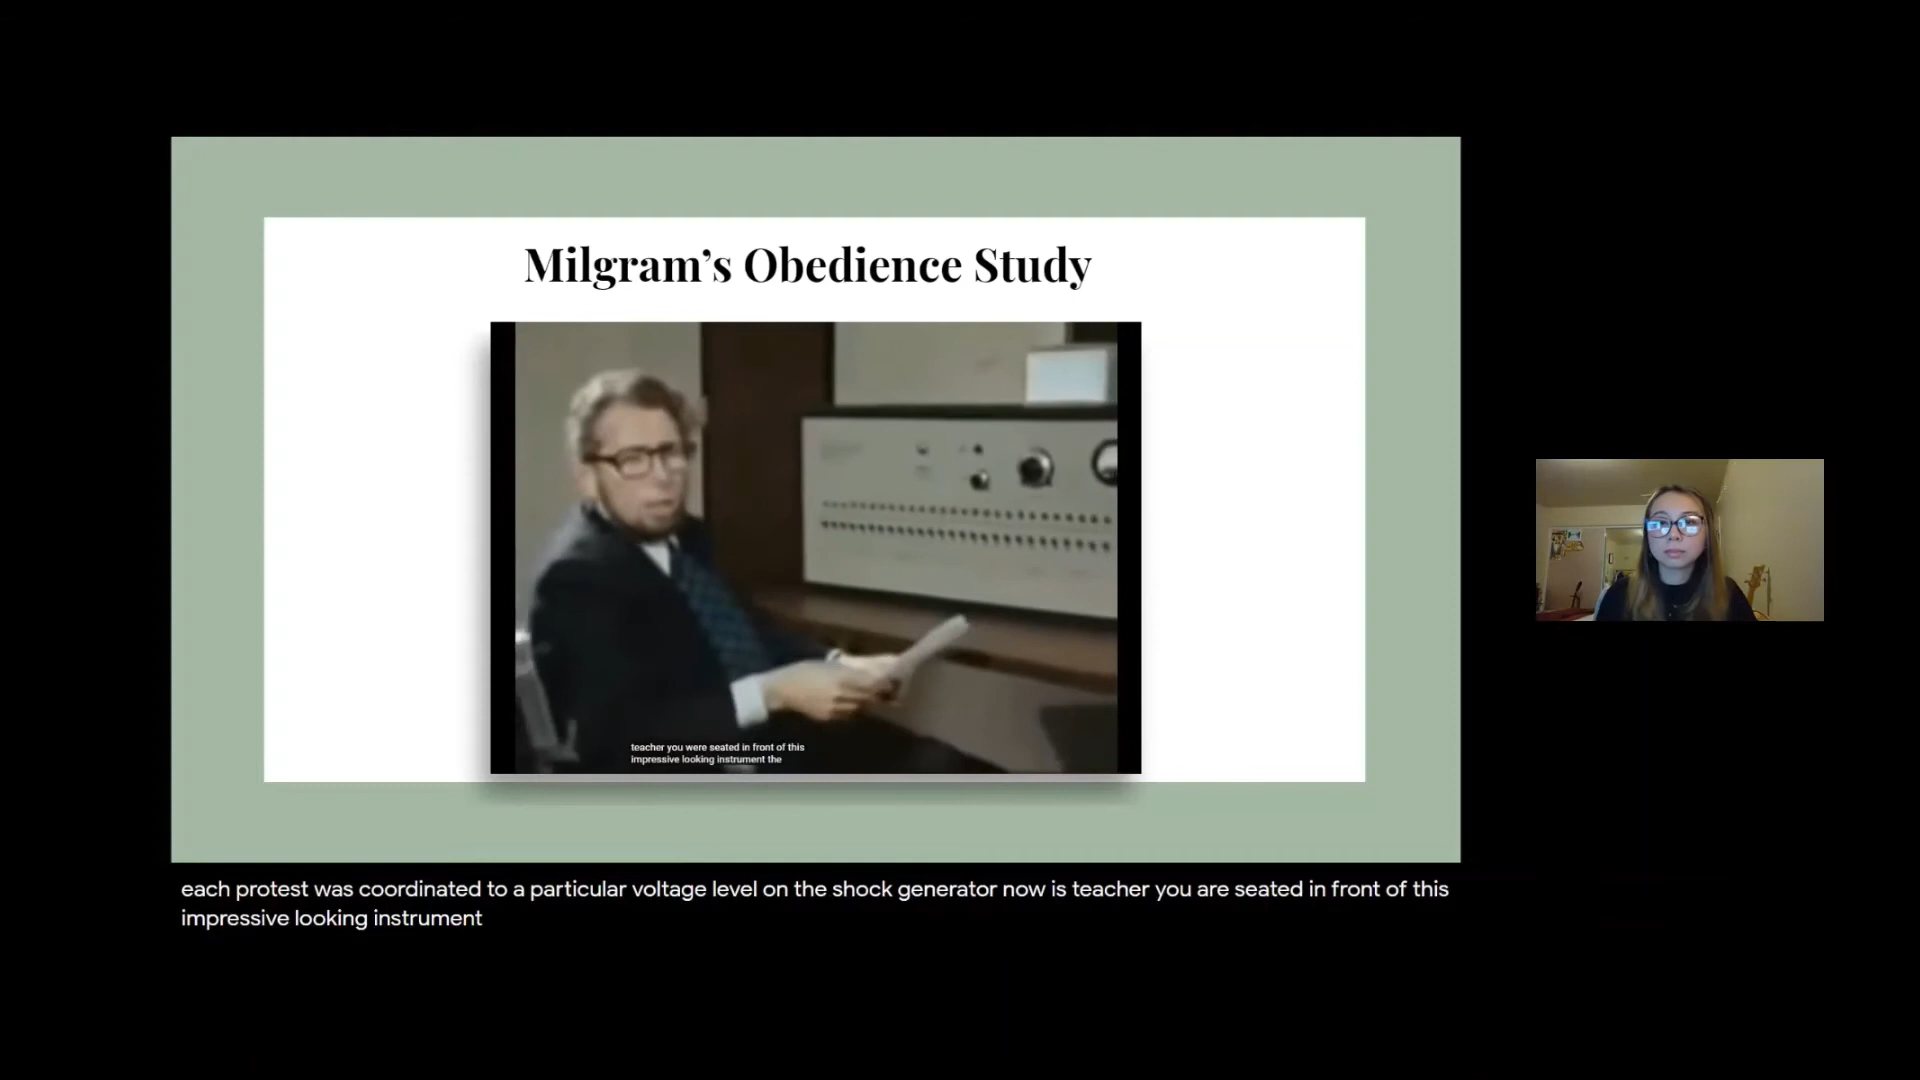 Milgram’s Obedience Study
teacher you were seated in front of this
impressive looking instrument the
each protest was coordinated to a particular voltage level on the shock generator now is teacher you are seated in front of this
impressive looking instrument